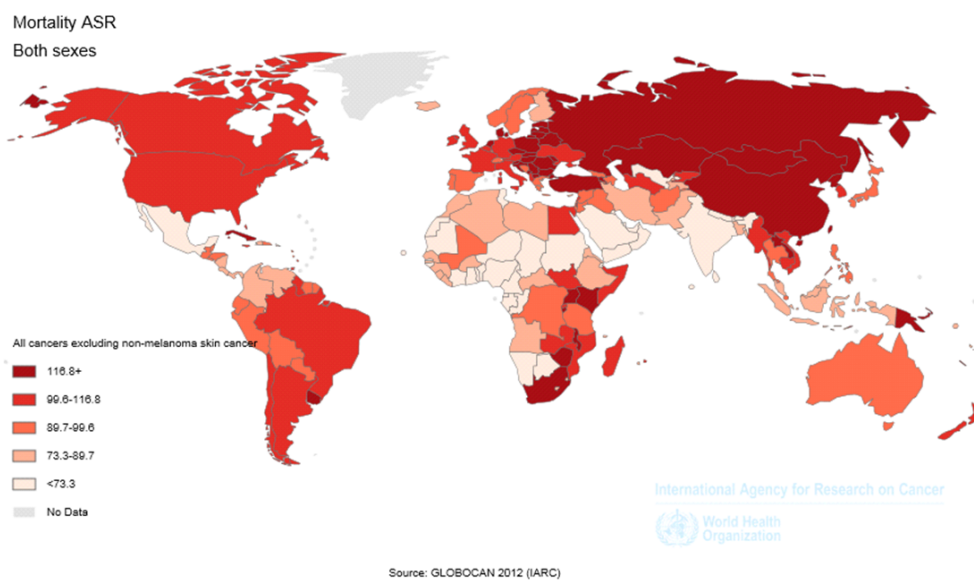 Mortality ASR
Both sexes
All cancers excluding non-melanoma skin cancer
116.8+
99.6-116.8
89.7-99.6
73.3-89.7
<73.3
No Data
International Agency for Research on Cancer
World Health
Organization
Source: GLOBOCAN 2012 (IARC)